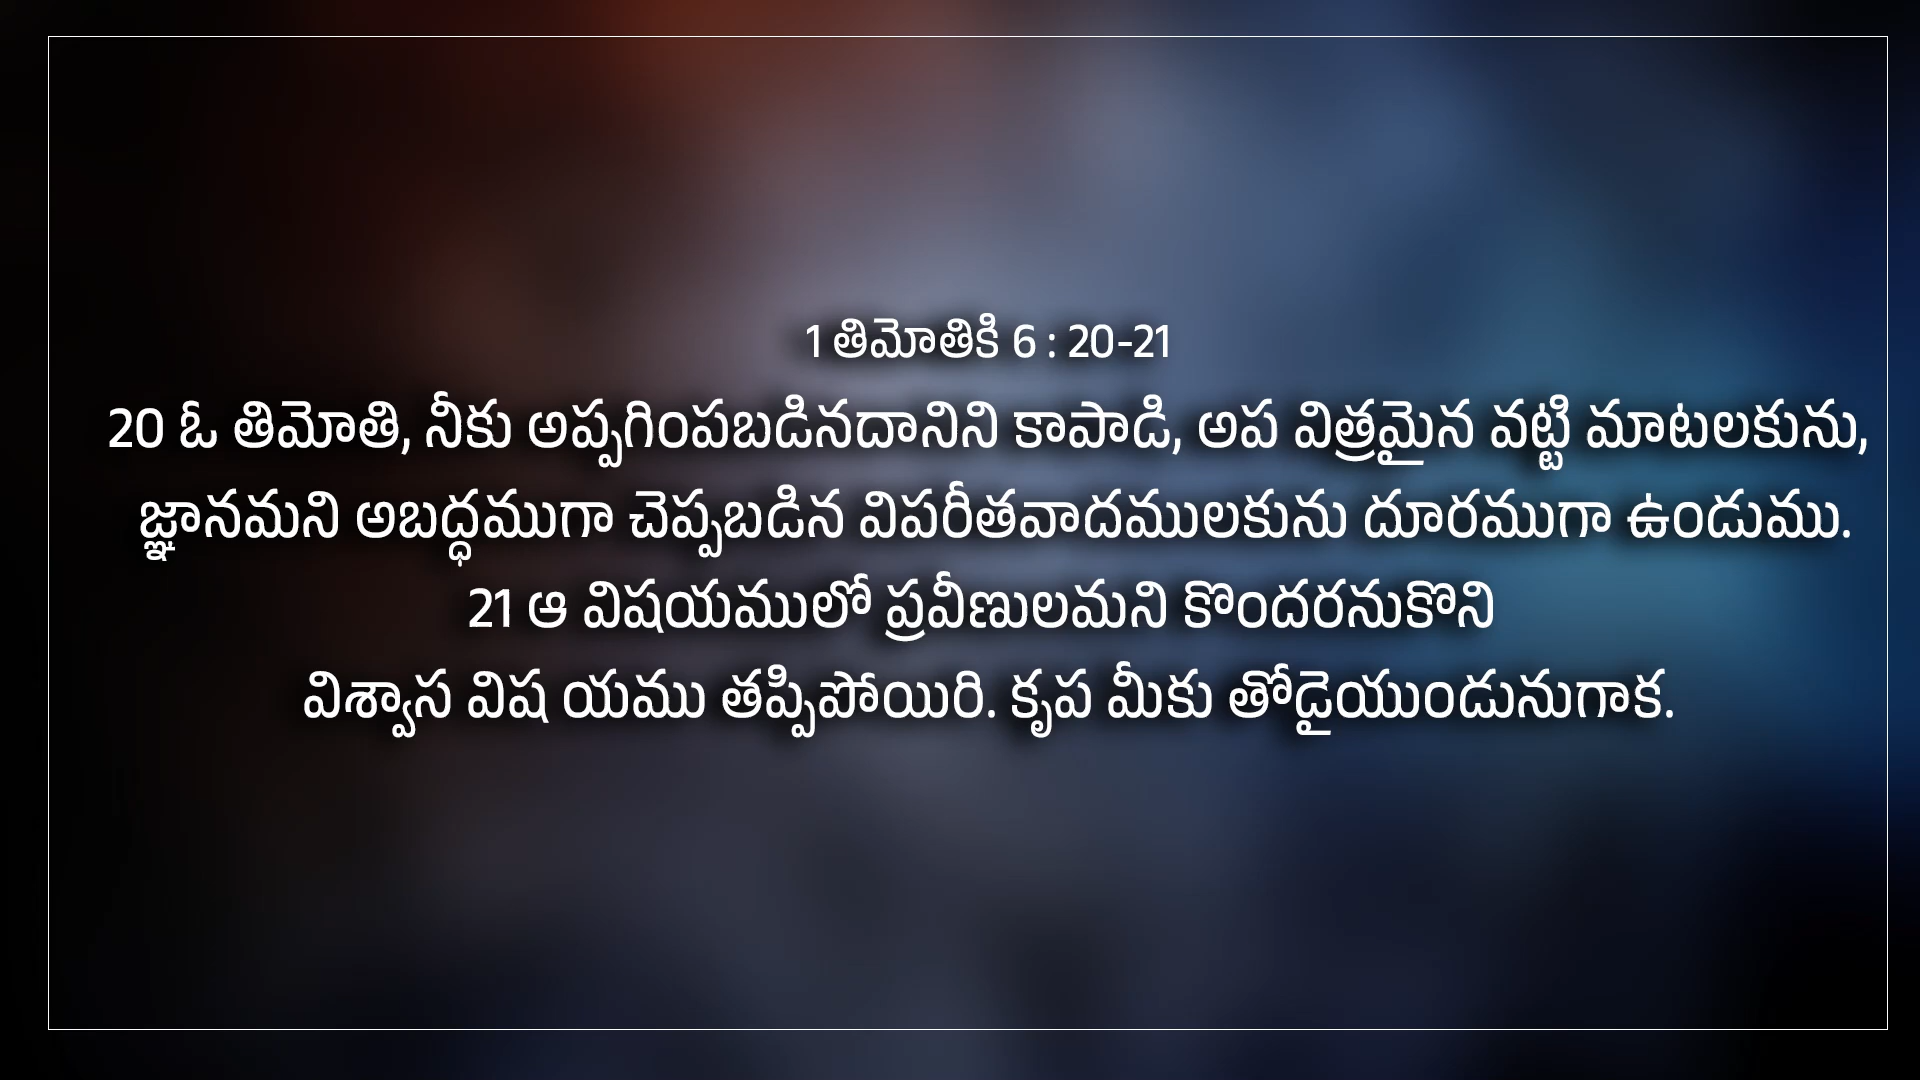 1 తిమోతికి 6 : 20-21
20 ఓ తిమోతి, నీకు అప్పగింపబడినదానిని కాపాడి, అప విత్రమైన వట్టి మాటలకును,
జ్ఞానమని అబద్ధముగా చెప్పబడిన విపరీతవాదములకును దూరముగా ఉండుము.
21 ఆ విషయములో ప్రవీణులమని కొందరనుకొని
విశ్వాస విష యము తప్పిపోయిరి. కృప మీకు తోడైయుండునుగాక.